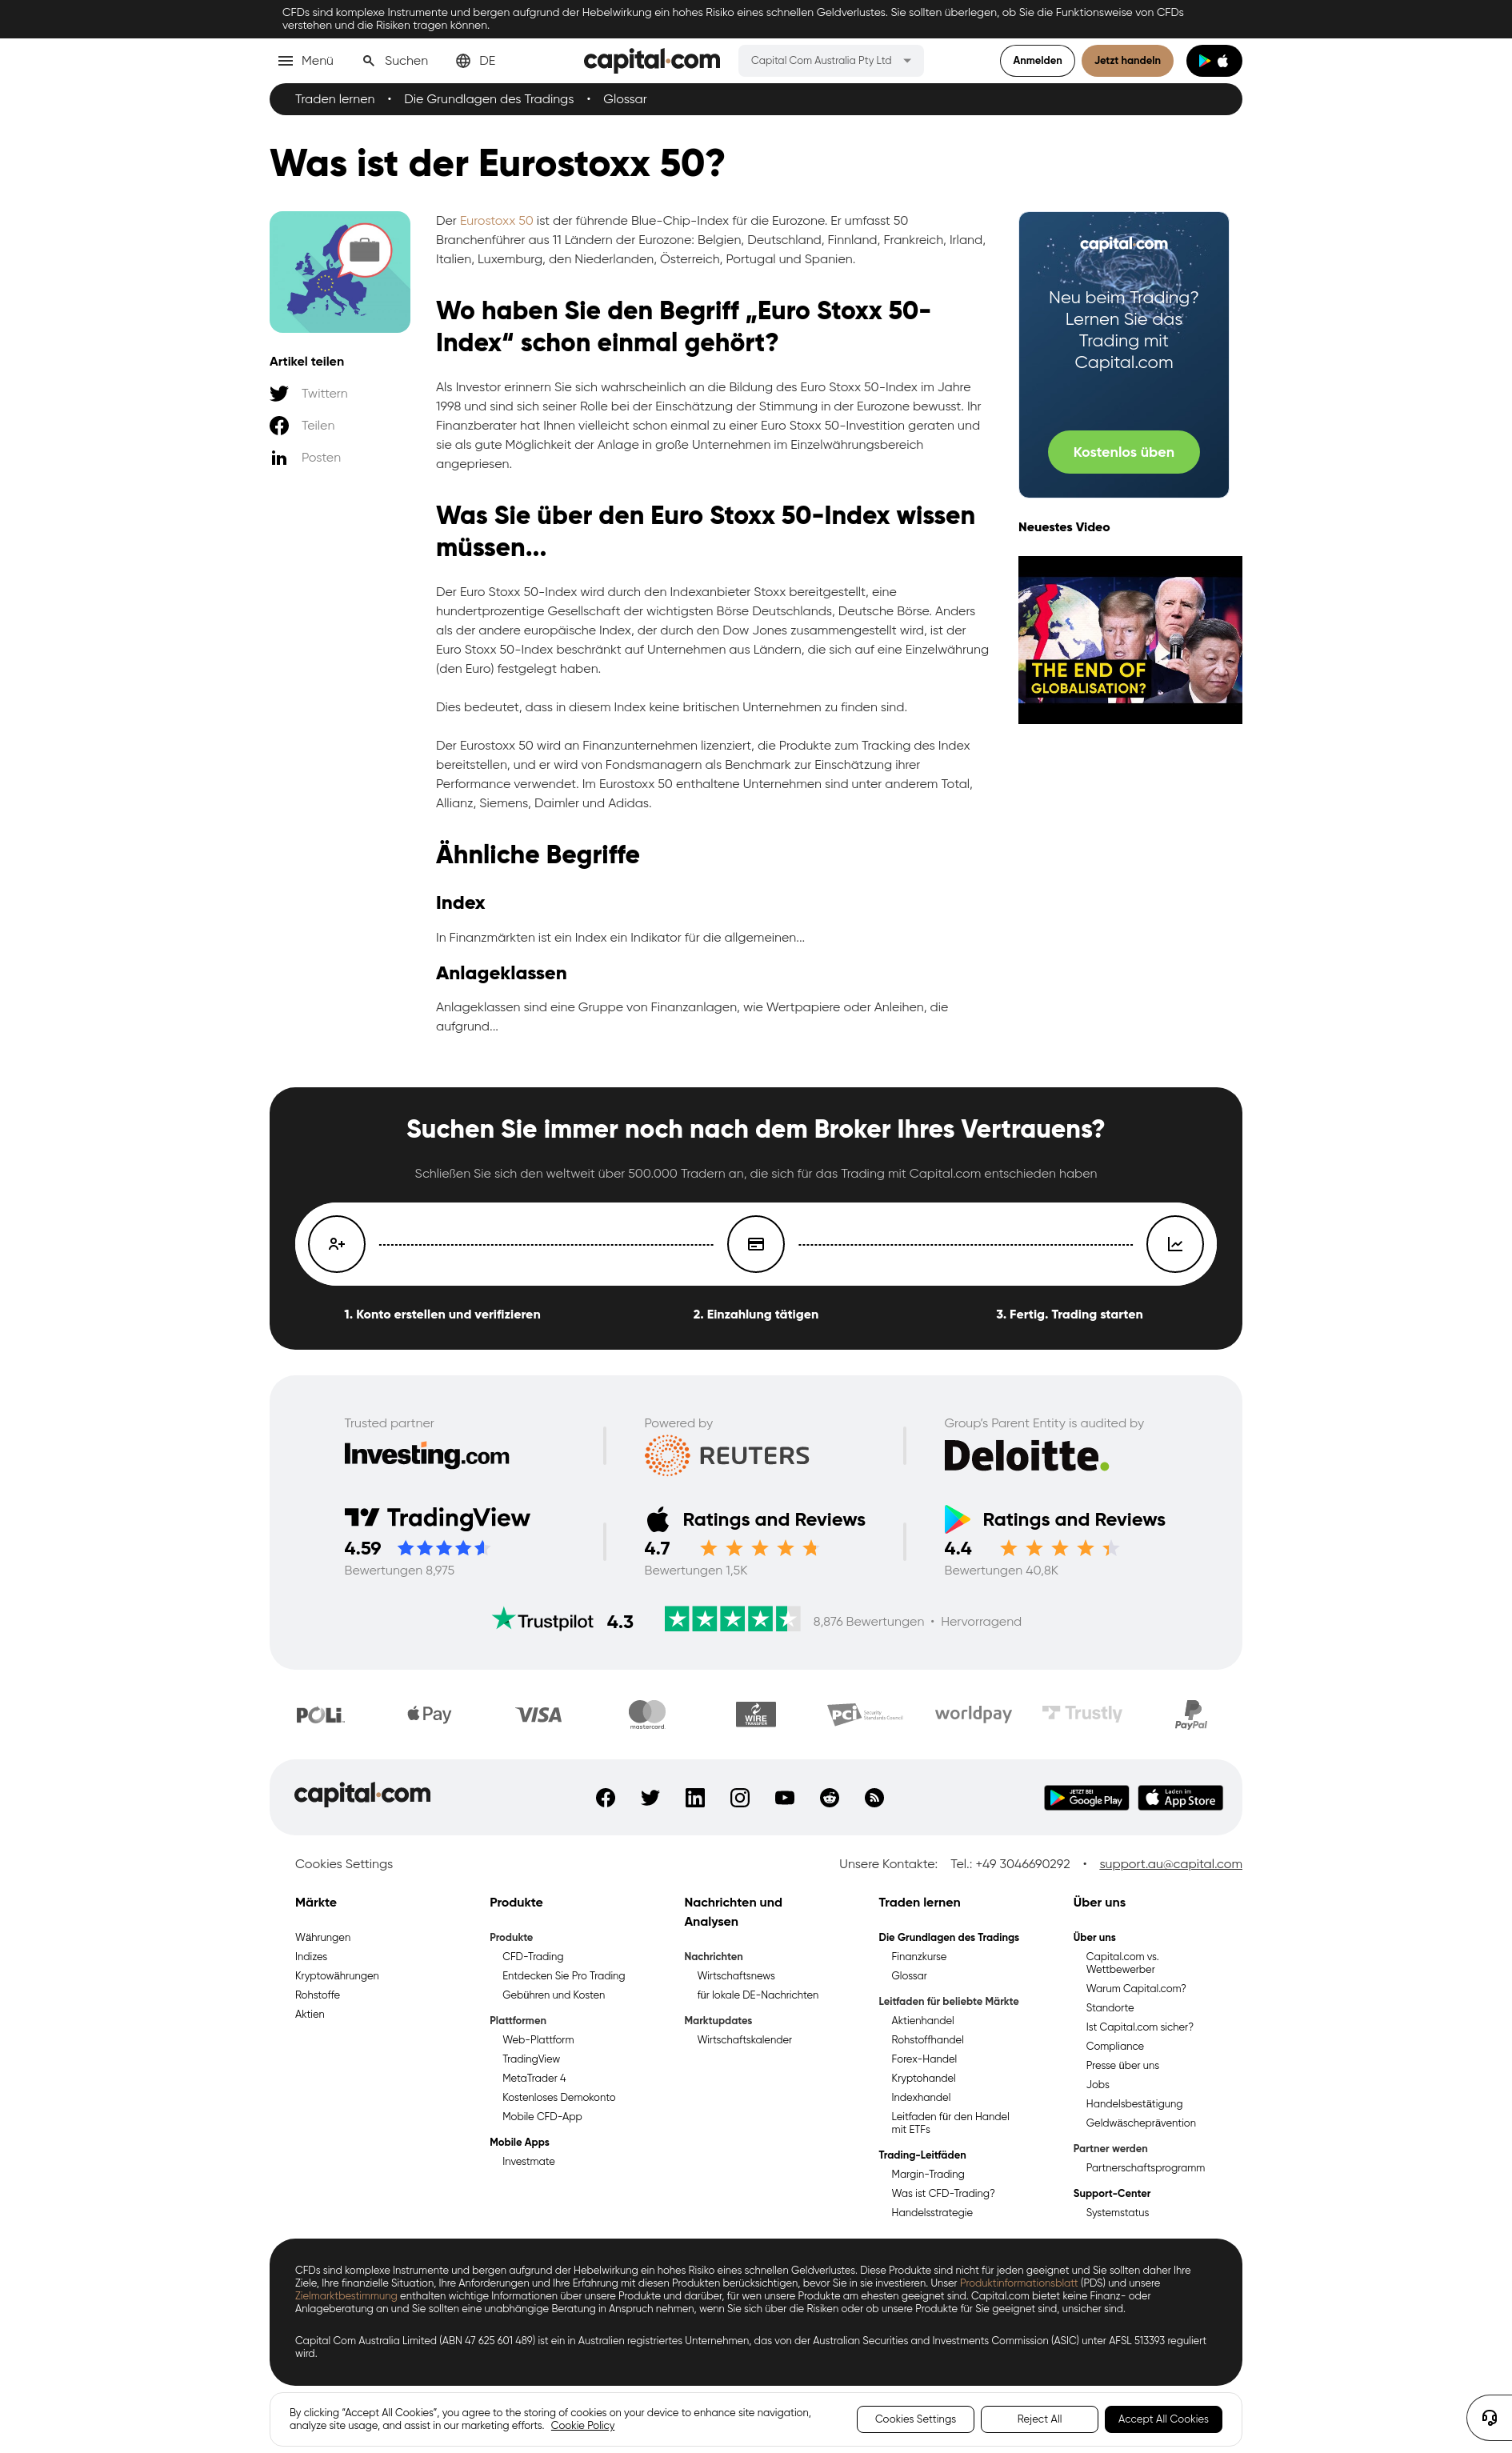 CFDs sind komplexe Instrumente und bergen aufgrund der Hebelwirkung ein hohes Risiko eines schnellen Geldverlustes. Sie sollten überlegen, ob Sie die Funktionsweise von CFDs
verstehen und die Risiken tragen können.
Menü
Suchen
DE
capital.com
Capital Com Australia Pty Ltd
Anmelden
Jetzt handeln
Traden lernen • Die Grundlagen des Tradings • Glossar
Was ist der Eurostoxx 50?
Artikel teilen
Twittern
Teilen
Posten
Der Eurostoxx 50 ist der führende Blue-Chip-Index für die Eurozone. Er umfasst 50
Branchenführer aus 11 Ländern der Eurozone: Belgien, Deutschland, Finnland, Frankreich, Irland,
Italien, Luxemburg, den Niederlanden, Österreich, Portugal und Spanien.
Wo haben Sie den Begriff „Euro Stoxx 50-
Index“ schon einmal gehört?
Als Investor erinnern Sie sich wahrscheinlich an die Bildung des Euro Stoxx 50-Index im Jahre
1998 und sind sich seiner Rolle bei der Einschätzung der Stimmung in der Eurozone bewusst. Ihr
Finanzberater hat Ihnen vielleicht schon einmal zu einer Euro Stoxx 50-Investition geraten und
sie als gute Möglichkeit der Anlage in große Unternehmen im Einzelwährungsbereich
angepriesen.
Was Sie über den Euro Stoxx 50-Index wissen
müssen...
Der Euro Stoxx 50-Index wird durch den Indexanbieter Stoxx bereitgestellt, eine
hundertprozentige Gesellschaft der wichtigsten Börse Deutschlands, Deutsche Börse. Anders
als der andere europäische Index, der durch den Dow Jones zusammengestellt wird, ist der
Euro Stoxx 50-Index beschränkt auf Unternehmen aus Ländern, die sich auf eine Einzelwährung
(den Euro) festgelegt haben.
Dies bedeutet, dass in diesem Index keine britischen Unternehmen zu finden sind.
Der Eurostoxx 50 wird an Finanzunternehmen lizenziert, die Produkte zum Tracking des Index
bereitstellen, und er wird von Fondsmanagern als Benchmark zur Einschätzung ihrer
Performance verwendet. Im Eurostoxx 50 enthaltene Unternehmen sind unter anderem Total,
Allianz, Siemens, Daimler und Adidas.
Ähnliche Begriffe
Index
In Finanzmärkten ist ein Index ein Indikator für die allgemeinen...
Anlageklassen
Anlageklassen sind eine Gruppe von Finanzanlagen, wie Wertpapiere oder Anleihen, die
aufgrund...
capital.com
Neu beim Trading?
Lernen Sie das
Trading mit
Capital.com
Kostenlos üben
Neuestes Video
THE END OF
GLOBALISATION?
Suchen Sie immer noch nach dem Broker Ihres Vertrauens?
Schließen Sie sich den weltweit über 500.000 Tradern an, die sich für das Trading mit Capital.com entschieden haben
1. Konto erstellen und verifizieren
2. Einzahlung tätigen
3. Fertig. Trading starten
Trusted partner
Investing.com
Powered by
REUTERS
Group’s Parent Entity is audited by
Deloitte.
TradingView
4.59
Bewertungen 8,975
Ratings and Reviews
4.7
Bewertungen 1,5K
Ratings and Reviews
4.4
Bewertungen 40,8K
Trustpilot 4.3
8,876 Bewertungen • Hervorragend
POLi
Pay
VISA
mastercard
WIRE
TRANSFER
PCI Security
Standards Council
worldpay
Trustly
PayPal
capital.com
JETZT BEI
Google Play
Laden im
App Store
Cookies Settings
Unsere Kontakte: Tel.: +49 3046690292 • support.au@capital.com
Märkte
Währungen
Indizes
Kryptowährungen
Rohstoffe
Aktien
Produkte
Produkte
CFD-Trading
Entdecken Sie Pro Trading
Gebühren und Kosten
Plattformen
Web-Plattform
TradingView
MetaTrader 4
Kostenloses Demokonto
Mobile CFD-App
Mobile Apps
Investmate
Nachrichten und
Analysen
Nachrichten
Wirtschaftsnews
für lokale DE-Nachrichten
Marktupdates
Wirtschaftskalender
Traden lernen
Die Grundlagen des Tradings
Finanzkurse
Glossar
Leitfaden für beliebte Märkte
Aktienhandel
Rohstoffhandel
Forex-Handel
Kryptohandel
Indexhandel
Leitfaden für den Handel
mit ETFs
Trading-Leitfäden
Margin-Trading
Was ist CFD-Trading?
Handelsstrategie
Über uns
Über uns
Capital.com vs.
Wettbewerber
Warum Capital.com?
Standorte
Ist Capital.com sicher?
Compliance
Presse über uns
Jobs
Handelsbestätigung
Geldwäscheprävention
Partner werden
Partnerschaftsprogramm
Support-Center
Systemstatus
CFDs sind komplexe Instrumente und bergen aufgrund der Hebelwirkung ein hohes Risiko eines schnellen Geldverlustes. Diese Produkte sind nicht für jeden geeignet und Sie sollten daher Ihre
Ziele, Ihre finanzielle Situation, Ihre Anforderungen und Ihre Erfahrung mit diesen Produkten berücksichtigen, bevor Sie in sie investieren. Unser Produktinformationsblatt (PDS) und unsere
Zielmarktbestimmung enthalten wichtige Informationen über unsere Produkte und darüber, für wen unsere Produkte am ehesten geeignet sind. Capital.com bietet keine Finanz- oder
Anlageberatung an und Sie sollten eine unabhängige Beratung in Anspruch nehmen, wenn Sie sich über die Risiken oder ob unsere Produkte für Sie geeignet sind, unsicher sind.
Capital Com Australia Limited (ABN 47 625 601 489) ist ein in Australien registriertes Unternehmen, das von der Australian Securities and Investments Commission (ASIC) unter AFSL 513393 reguliert
wird.
By clicking “Accept All Cookies”, you agree to the storing of cookies on your device to enhance site navigation,
analyze site usage, and assist in our marketing efforts. Cookie Policy
Cookies Settings
Reject All
Accept All Cookies